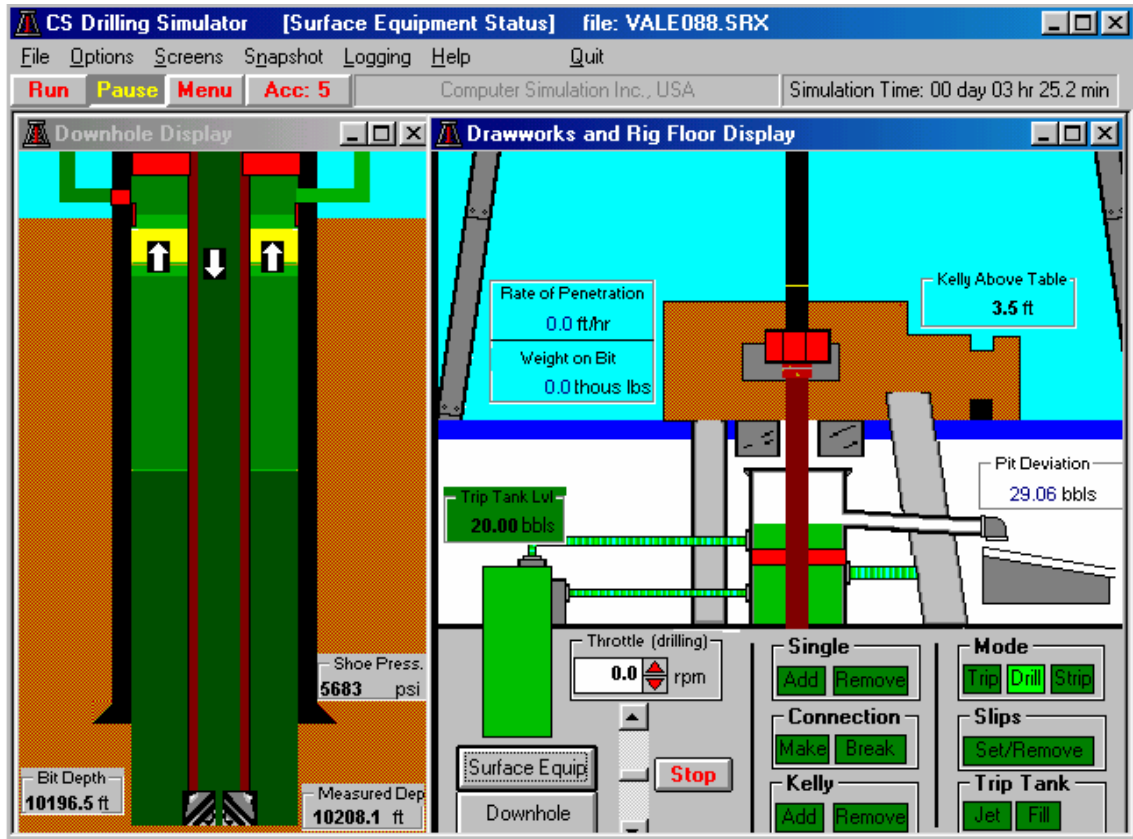 CS Drilling Simulator [Surface Equipment Status] file: VALE088.SRX
File Options Screens Snapshot Logging Help Quit
Run Pause Menu Acc: 5 Computer Simulation Inc., USA Simulation Time: 00 day 03 hr 25.2 min
Downhole Display
Shoe Press.
5683 psi
Bit Depth
10196.5 ft
Measured Dep
10208.1 ft
Drawworks and Rig Floor Display
Rate of Penetration
0.0 ft/hr
Weight on Bit
0.0 thous lbs
Kelly Above Table
3.5 ft
Pit Deviation
29.06 bbls
Trip Tank Lvl
20.00 bbls
Throttle (drilling)
0.0 rpm
Surface Equip
Downhole
Stop
Single
Add Remove
Connection
Make Break
Kelly
Add Remove
Mode
Trip Drill Strip
Slips
Set/Remove
Trip Tank
Jet Fill